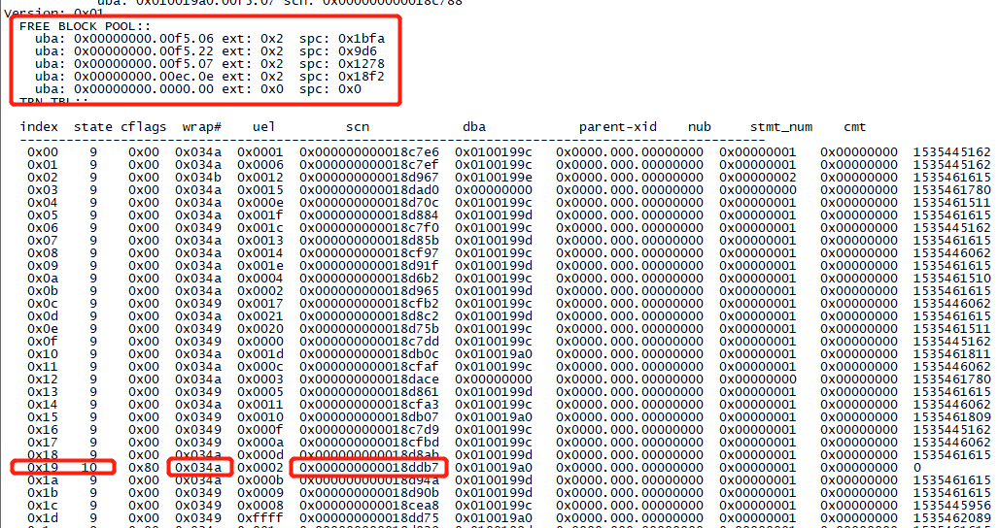 uba: 0x010019a0.00f5.07 scn: 0x000000000018c788
Version: 0x01
FREE BLOCK POOL::
uba: 0x00000000.00f5.06 ext: 0x2 spc: 0x1bfa
uba: 0x00000000.00f5.22 ext: 0x2 spc: 0x9d6
uba: 0x00000000.00f5.07 ext: 0x2 spc: 0x1278
uba: 0x00000000.00ec.0e ext: 0x2 spc: 0x18f2
uba: 0x00000000.0000.00 ext: 0x0 spc: 0x0
TRN TBL::
index state cflags wrap# uel scn dba parent-xid nub stmt_num cmt
------------------------------------------------------------------------------------------------
0x00 9 0x00 0x034a 0x0001 0x000000000018c7e6 0x0100199c 0x0000.000.00000000 0x00000001 0x00000000 1535445162
0x01 9 0x00 0x034a 0x0006 0x000000000018c7ef 0x0100199c 0x0000.000.00000000 0x00000001 0x00000000 1535445162
0x02 9 0x00 0x034b 0x0012 0x000000000018d967 0x0100199e 0x0000.000.00000000 0x00000002 0x00000000 1535461615
0x03 9 0x00 0x034a 0x0015 0x000000000018dad0 0x00000000 0x0000.000.00000000 0x00000000 0x00000000 1535461780
0x04 9 0x00 0x034a 0x000e 0x000000000018d70c 0x0100199c 0x0000.000.00000000 0x00000001 0x00000000 1535461511
0x05 9 0x00 0x034a 0x001f 0x000000000018d884 0x0100199d 0x0000.000.00000000 0x00000001 0x00000000 1535461615
0x06 9 0x00 0x0349 0x001c 0x000000000018c7f0 0x0100199c 0x0000.000.00000000 0x00000001 0x00000000 1535445162
0x07 9 0x00 0x034a 0x0013 0x000000000018d85b 0x0100199d 0x0000.000.00000000 0x00000001 0x00000000 1535461615
0x08 9 0x00 0x034a 0x0014 0x000000000018cf97 0x0100199c 0x0000.000.00000000 0x00000001 0x00000000 1535446062
0x09 9 0x00 0x034a 0x001e 0x000000000018d91f 0x0100199d 0x0000.000.00000000 0x00000001 0x00000000 1535461615
0x0a 9 0x00 0x034a 0x0004 0x000000000018d6b2 0x0100199c 0x0000.000.00000000 0x00000001 0x00000000 1535461510
0x0b 9 0x00 0x034a 0x0002 0x000000000018d965 0x0100199d 0x0000.000.00000000 0x00000001 0x00000000 1535461615
0x0c 9 0x00 0x0349 0x0017 0x000000000018cfb2 0x0100199c 0x0000.000.00000000 0x00000001 0x00000000 1535446062
0x0d 9 0x00 0x034a 0x0021 0x000000000018d8c2 0x0100199d 0x0000.000.00000000 0x00000001 0x00000000 1535461615
0x0e 9 0x00 0x0349 0x0020 0x000000000018d75b 0x0100199c 0x0000.000.00000000 0x00000001 0x00000000 1535461511
0x0f 9 0x00 0x0349 0x0000 0x000000000018c7dd 0x0100199c 0x0000.000.00000000 0x00000001 0x00000000 1535445162
0x10 9 0x00 0x034a 0x001d 0x000000000018db0c 0x010019a0 0x0000.000.00000000 0x00000001 0x00000000 1535461811
0x11 9 0x00 0x034a 0x000c 0x000000000018cfaf 0x0100199c 0x0000.000.00000000 0x00000001 0x00000000 1535446062
0x12 9 0x00 0x034a 0x0003 0x000000000018dace 0x00000000 0x0000.000.00000000 0x00000000 0x00000000 1535461780
0x13 9 0x00 0x0349 0x0005 0x000000000018d861 0x0100199d 0x0000.000.00000000 0x00000001 0x00000000 1535461615
0x14 9 0x00 0x034a 0x0011 0x000000000018cfa3 0x0100199c 0x0000.000.00000000 0x00000001 0x00000000 1535446062
0x15 9 0x00 0x0349 0x0010 0x000000000018db07 0x010019a0 0x0000.000.00000000 0x00000001 0x00000000 1535461809
0x16 9 0x00 0x0349 0x000f 0x000000000018c7d9 0x0100199c 0x0000.000.00000000 0x00000001 0x00000000 1535445162
0x17 9 0x00 0x0349 0x000a 0x000000000018cfbd 0x0100199c 0x0000.000.00000000 0x00000001 0x00000000 1535446062
0x18 9 0x00 0x034a 0x000d 0x000000000018d8ab 0x0100199d 0x0000.000.00000000 0x00000001 0x00000000 1535461615
0x19 10 0x80 0x034a 0x0002 0x000000000018ddb7 0x010019a0 0x0000.000.00000000 0x00000001 0x00000000 0
0x1a 9 0x00 0x034a 0x000b 0x000000000018d94a 0x0100199d 0x0000.000.00000000 0x00000001 0x00000000 1535461615
0x1b 9 0x00 0x0349 0x0009 0x000000000018d90b 0x0100199d 0x0000.000.00000000 0x00000001 0x00000000 1535461615
0x1c 9 0x00 0x0349 0x0008 0x000000000018cea8 0x0100199c 0x0000.000.00000000 0x00000001 0x00000000 1535445956
0x1d 9 0x00 0x0349 0xffff 0x000000000018dd75 0x010019a0 0x0000.000.00000000 0x00000001 0x00000000 1535462089